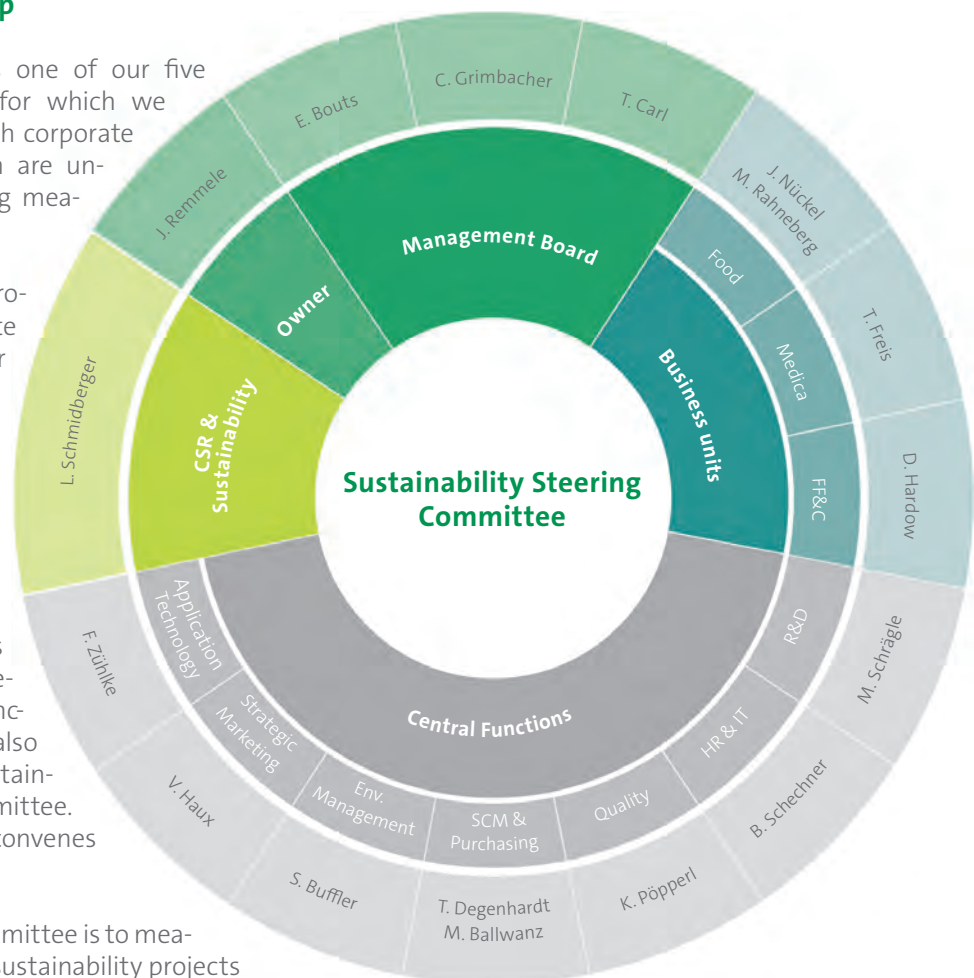 p
one of our five
for which we
h corporate
are un-
g mea-
ro-
te
r
s
e-
nc-
also
tain-
mittee.
convenes
mmittee is to mea-
sustainability projects
Sustainability Steering
Committee
Management Board
E. Bouts
C. Grimbacher
T. Carl
Business units
Food
J. Nückel
M. Rahneberg
Medica
T. Freis
FF&C
D. Hardow
Central Functions
R&D
M. Schrägle
HR & IT
B. Schechner
Quality
K. Pöpperl
SCM &
Purchasing
T. Degenhardt
M. Ballwanz
Env.
Management
S. Buffler
Strategic
Marketing
V. Haux
Application
Technology
F. Zühlke
CSR &
Sustainability
L. Schmidberger
Owner
J. Remmele